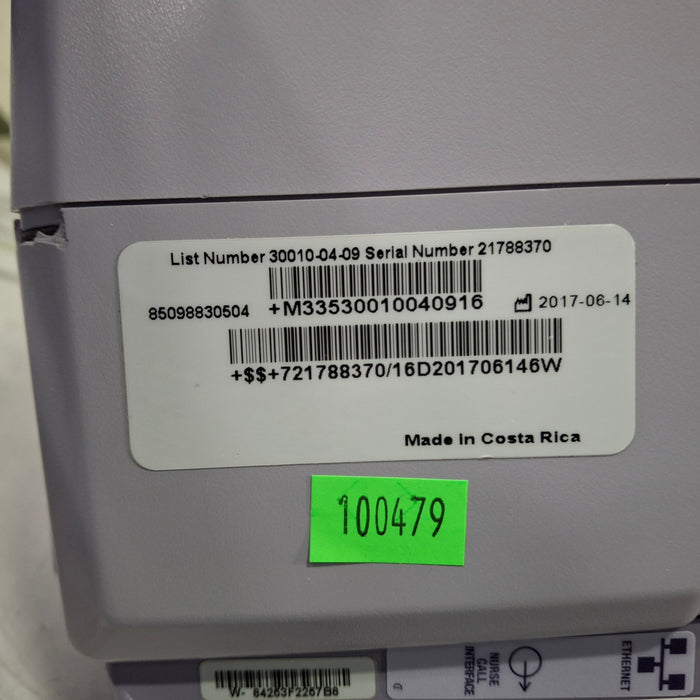 List Number 30010-04-09 Serial Number 21788370
85098830504 +M33530010040916 2017-06-14
+$$+721788370/16D201706146W
Made In Costa Rica
100479
W- 84253F2257B8
NURSE
CALL
INTERFACE
ETHERNET